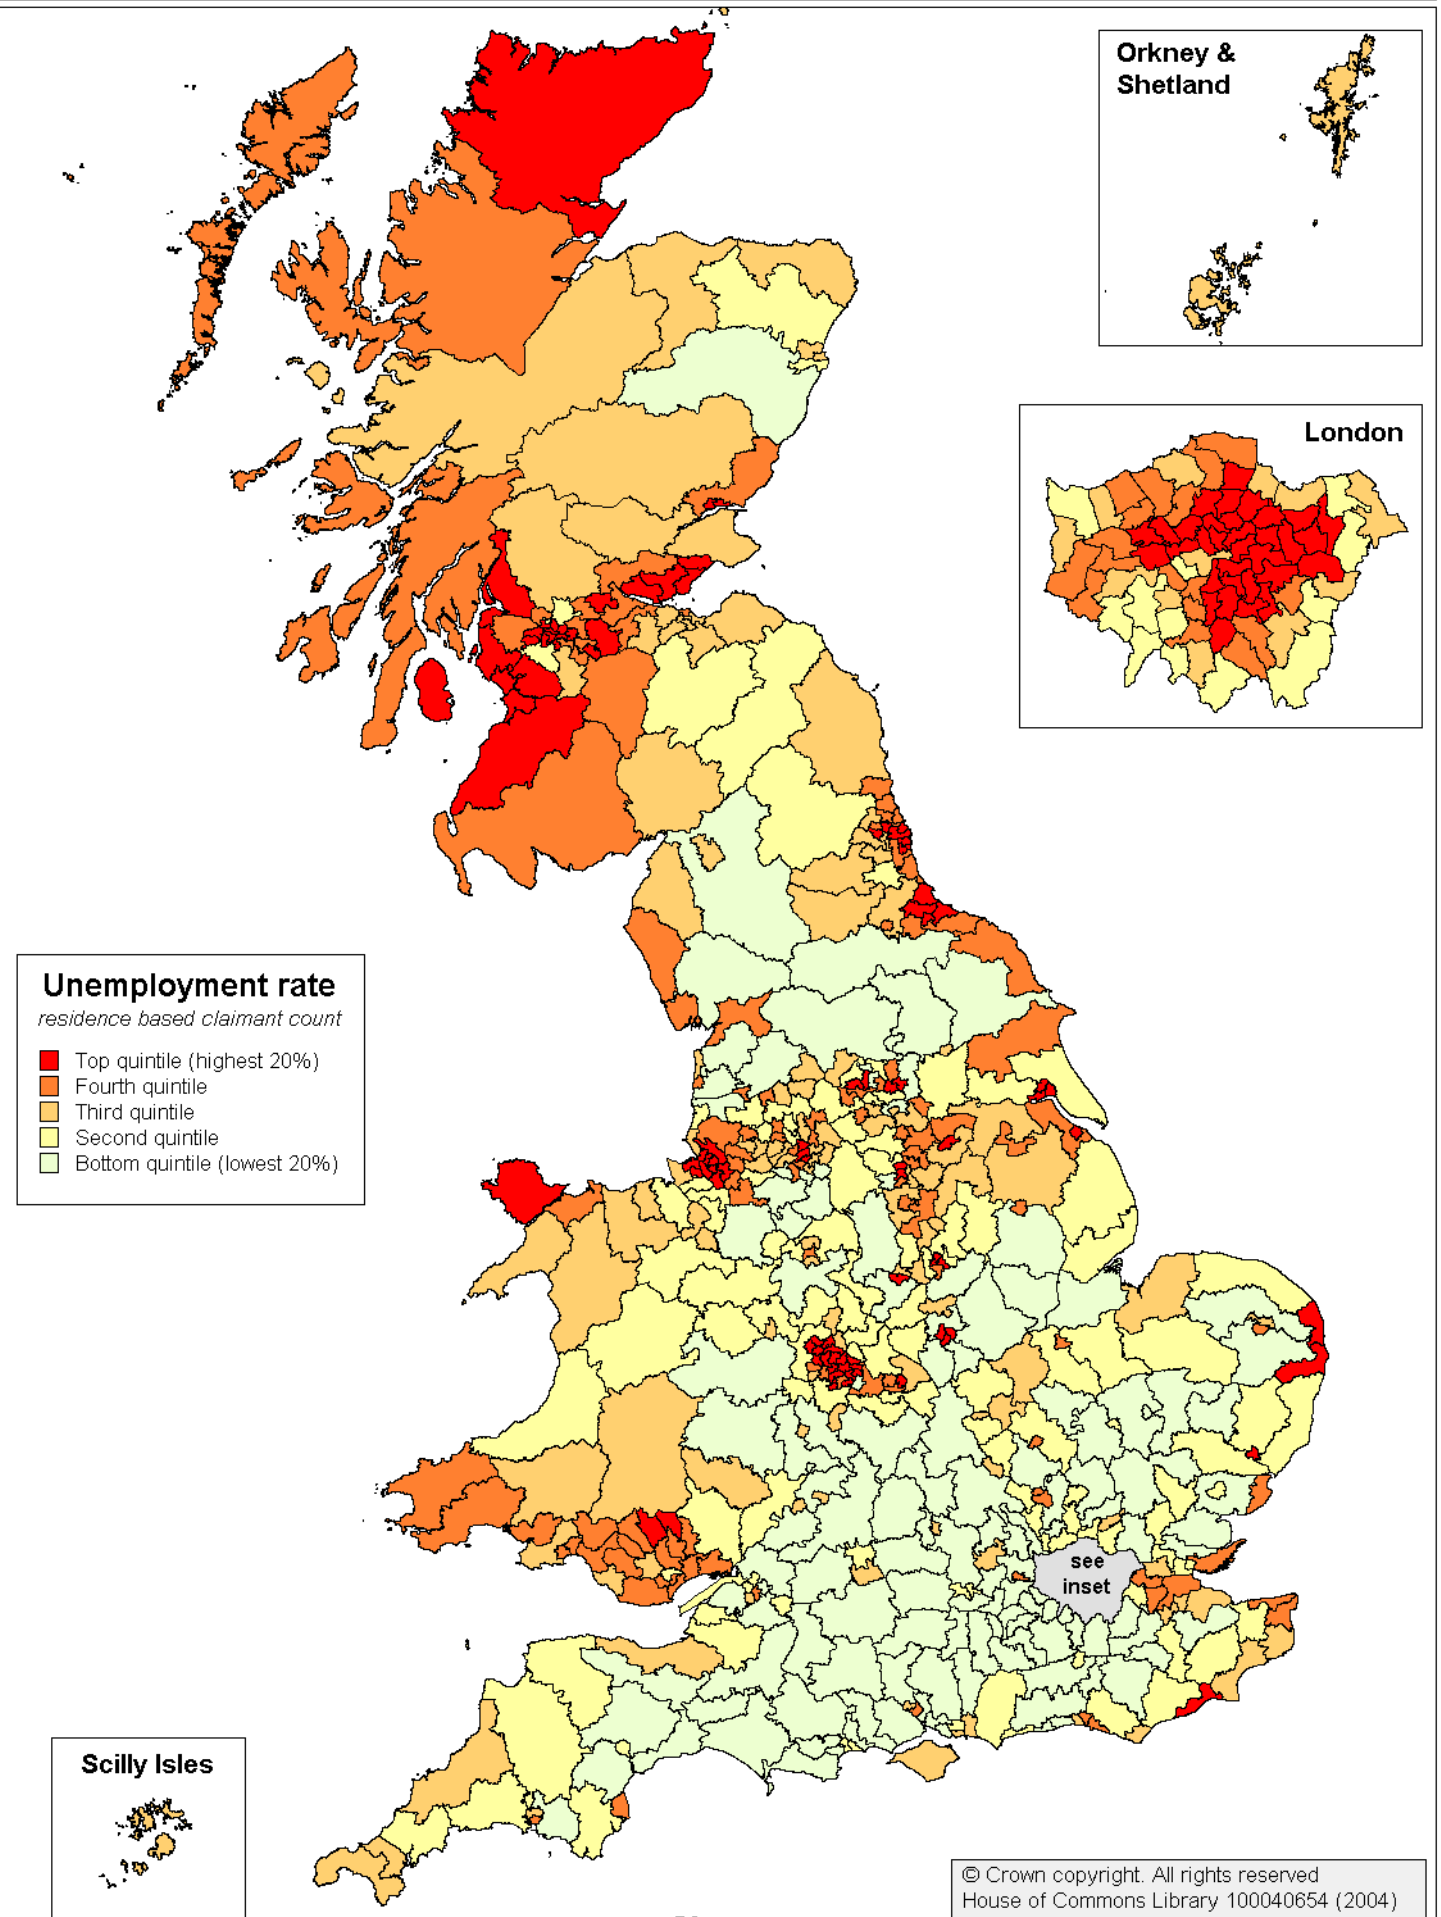 Orkney &
Shetland
London
Unemployment rate
residence based claimant count
Top quintile (highest 20%)
Fourth quintile
Third quintile
Second quintile
Bottom quintile (lowest 20%)
see
inset
Scilly Isles
© Crown copyright. All rights reserved
House of Commons Library 100040654 (2004)